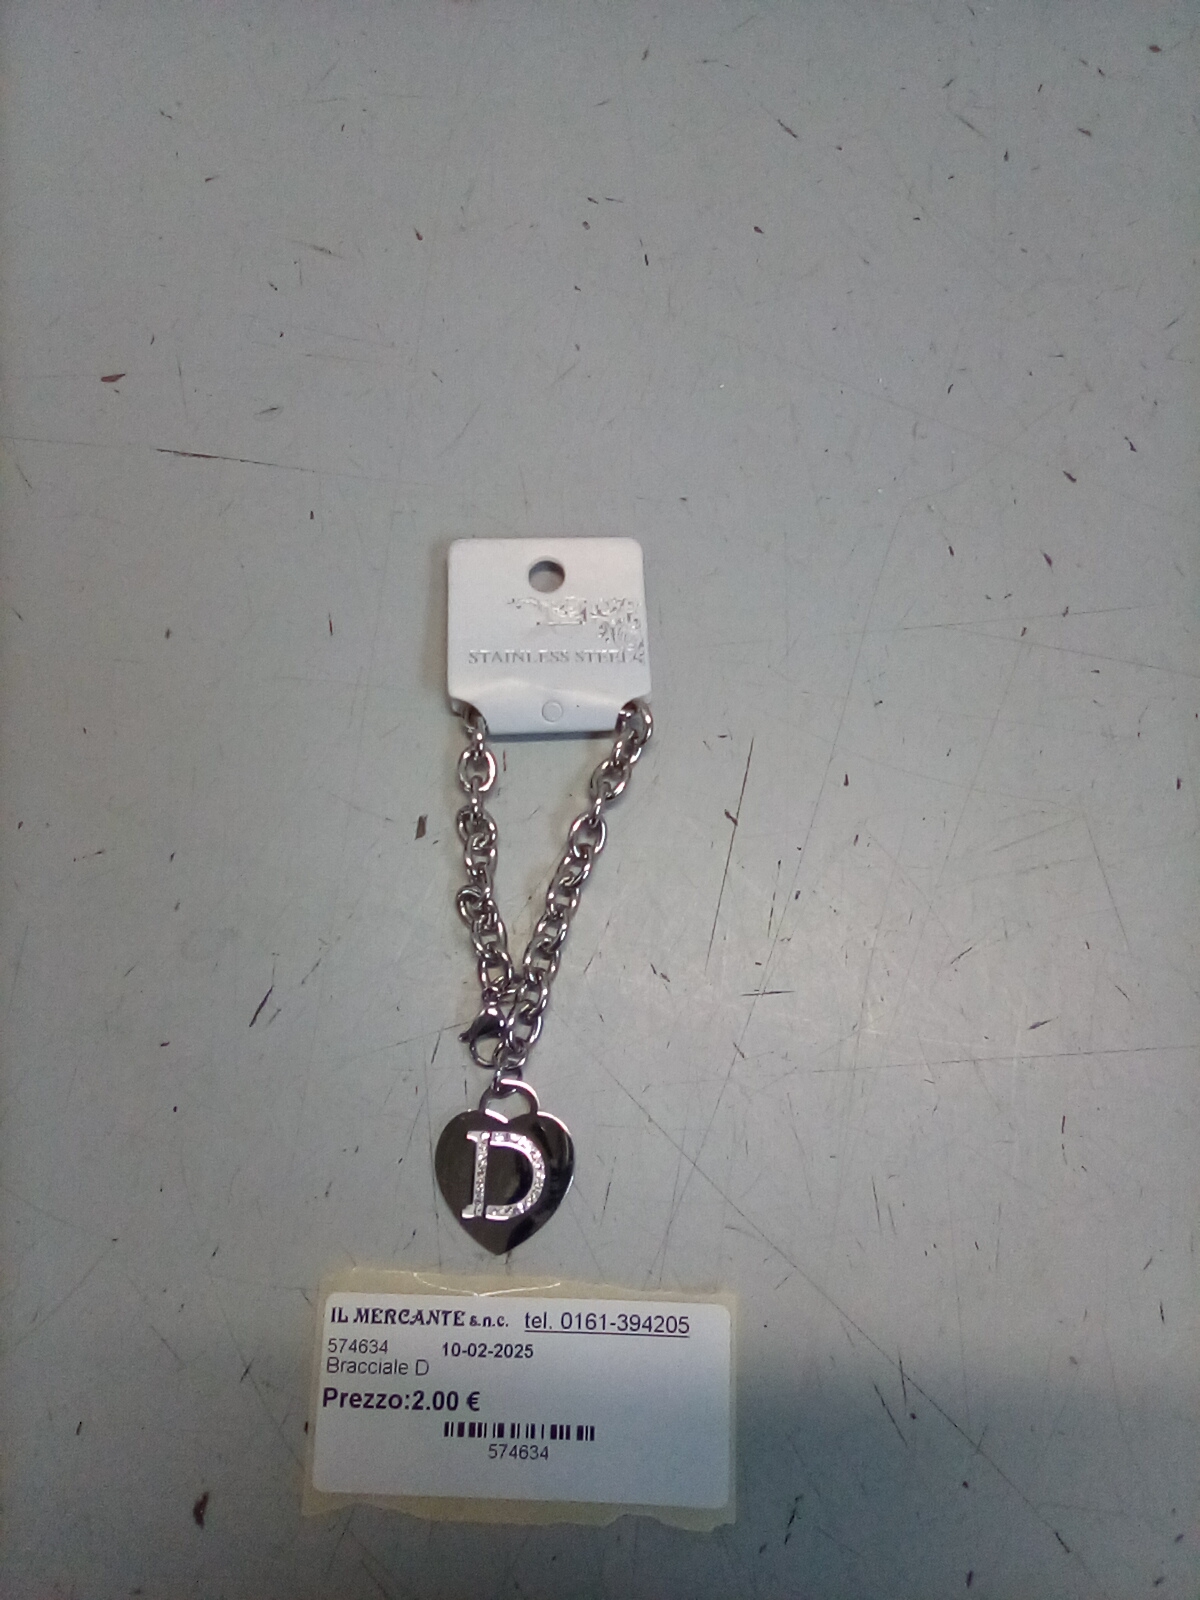 STAINLESS STEEL
D
IL MERCANTE s.n.c. tel. 0161-394205
574634 10-02-2025
Bracciale D
Prezzo:2.00 €
574634